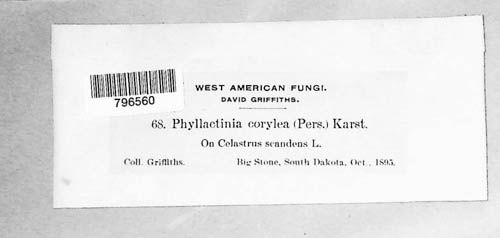 WEST AMERICAN FUNGI.
DAVID GRIFFITHS.
796560
68. Phyllactinia corylea (Pers.) Karst.
On Celastrus scandens L.
Coll. Griffiths. Big Stone, South Dakota, Oct., 1895.